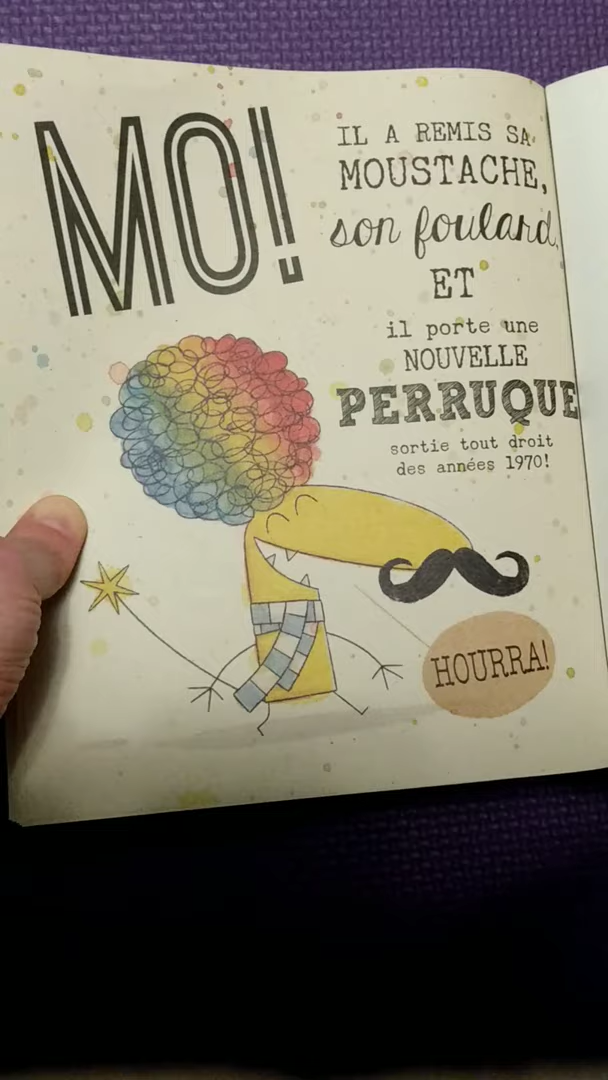 MO!
IL A REMIS SA
MOUSTACHE,
son foulard,
ET
il porte une
NOUVELLE
PERRUQUE
sortie tout droit
des années 1970!
HOURRA!